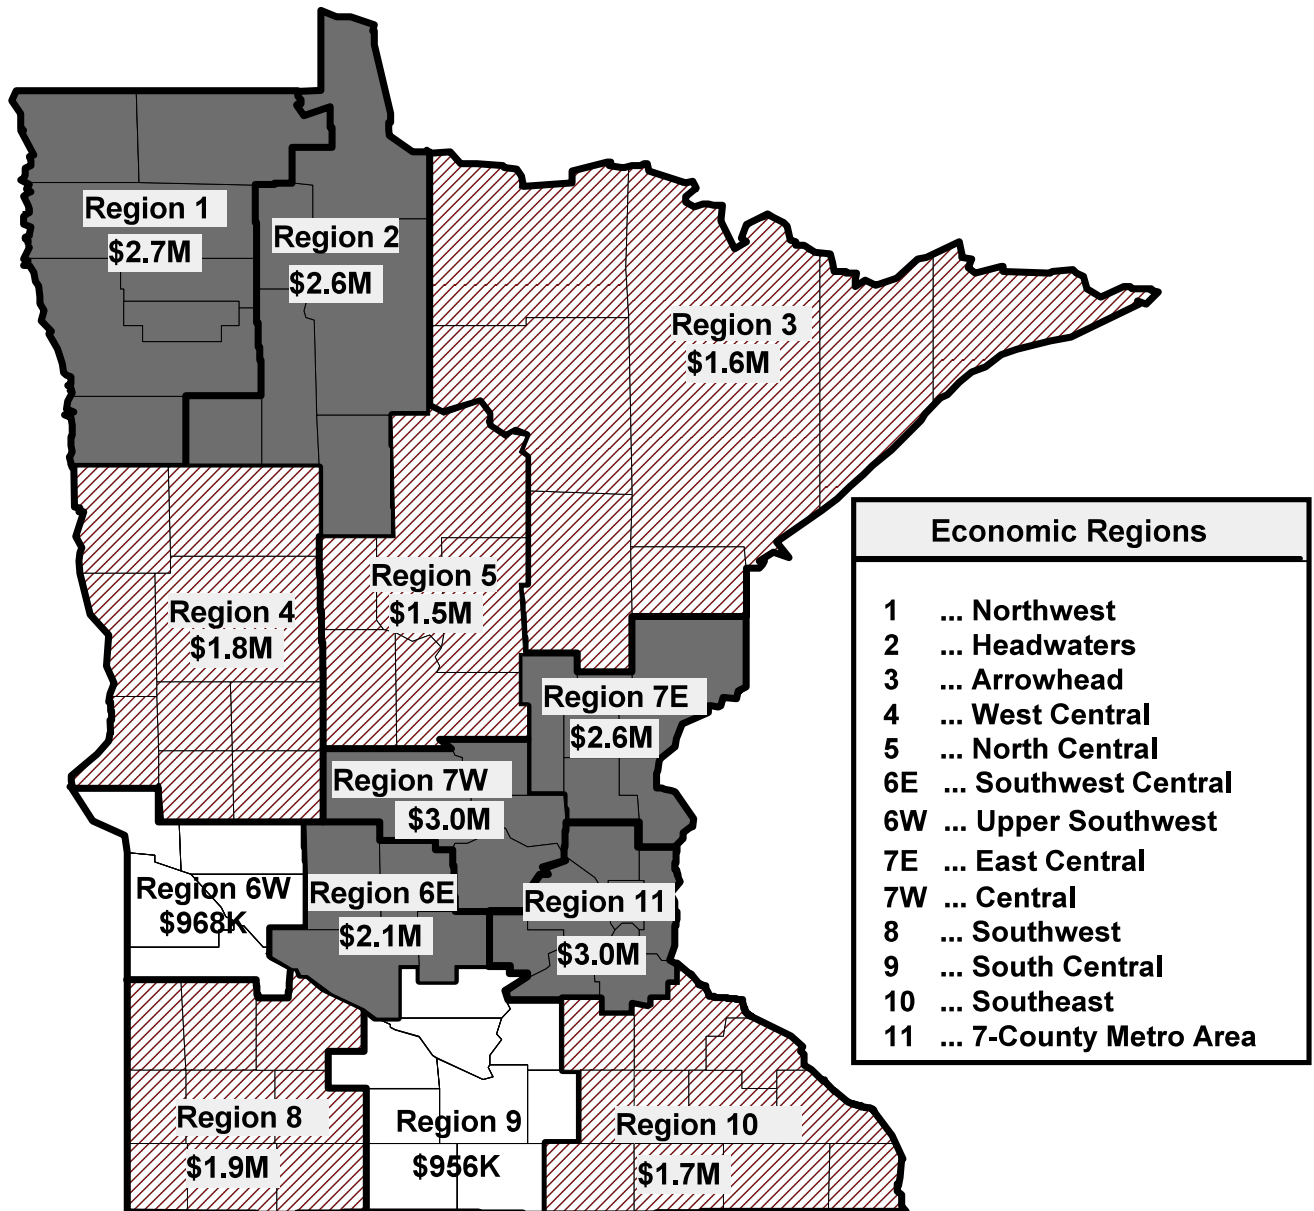 Region 1
$2.7M
Region 2
$2.6M
Region 3
$1.6M
Region 4
$1.8M
Region 5
$1.5M
Region 7E
$2.6M
Region 7W
$3.0M
Region 6W
$968K
Region 6E
$2.1M
Region 11
$3.0M
Region 8
$1.9M
Region 9
$956K
Region 10
$1.7M
Economic Regions
1 ... Northwest
2 ... Headwaters
3 ... Arrowhead
4 ... West Central
5 ... North Central
6E ... Southwest Central
6W ... Upper Southwest
7E ... East Central
7W ... Central
8 ... Southwest
9 ... South Central
10 ... Southeast
11 ... 7-County Metro Area